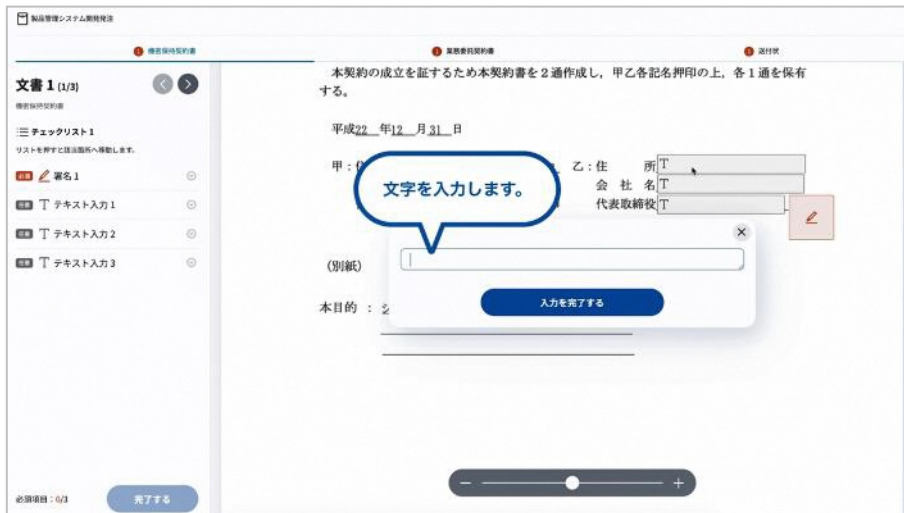 製品管理システム開発発注
1 機密保持契約書
1 業務委託契約書
1 送付状
文書 1 (1/3)
機密保持契約書
チェックリスト 1
リストを押すと該当箇所へ移動します。
必須 署名 1
任意 T テキスト入力 1
任意 T テキスト入力 2
任意 T テキスト入力 3
必須項目：0/3
完了する
本契約の成立を証するため本契約書を２通作成し，甲乙各記名押印の上，各１通を保有
する。
平成22 年12 月31 日
甲：住
乙：住 所 T
会 社 名 T
代表取締役 T
文字を入力します。
入力を完了する
(別紙)
本目的 ：